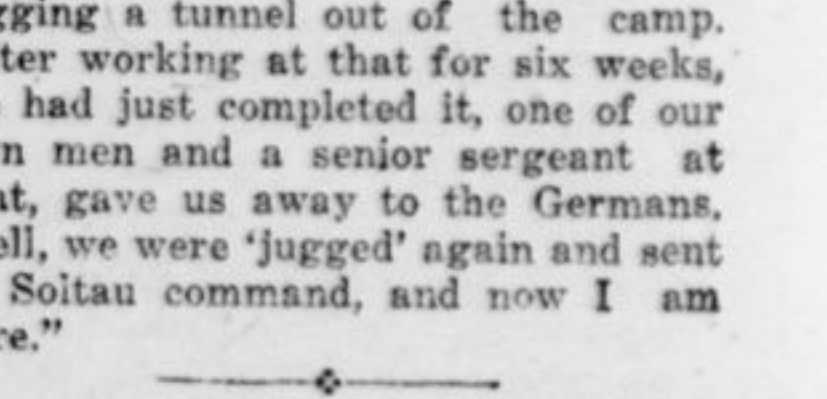 gging a tunnel out of the camp.
ter working at that for six weeks,
had just completed it, one of our
n men and a senior sergeant at
at, gave us away to the Germans.
ell, we were ‘jugged’ again and sent
Soltau command, and now I am
re.”